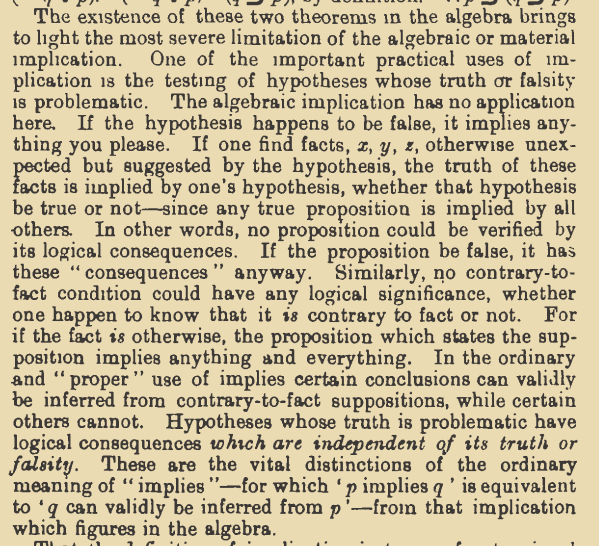 The existence of these two theorems in the algebra brings
to light the most severe limitation of the algebraic or material
implication. One of the important practical uses of im-
plication is the testing of hypotheses whose truth or falsity
is problematic. The algebraic implication has no application
here. If the hypothesis happens to be false, it implies any-
thing you please. If one find facts, x, y, z, otherwise unex-
pected but suggested by the hypothesis, the truth of these
facts is implied by one's hypothesis, whether that hypothesis
be true or not—since any true proposition is implied by all
others. In other words, no proposition could be verified by
its logical consequences. If the proposition be false, it has
these "consequences" anyway. Similarly, no contrary-to-
fact condition could have any logical significance, whether
one happen to know that it is contrary to fact or not. For
if the fact is otherwise, the proposition which states the sup-
position implies anything and everything. In the ordinary
and "proper" use of implies certain conclusions can validly
be inferred from contrary-to-fact suppositions, while certain
others cannot. Hypotheses whose truth is problematic have
logical consequences which are independent of its truth or
falsity. These are the vital distinctions of the ordinary
meaning of "implies"—for which 'p implies q' is equivalent
to 'q can validly be inferred from p'—from that implication
which figures in the algebra.